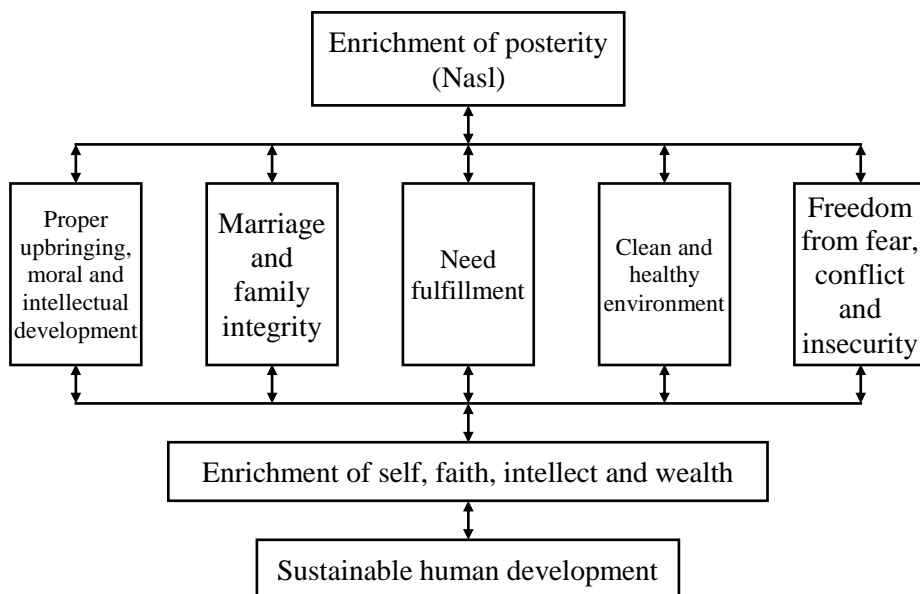 Enrichment of posterity
(Nasl)
Proper
upbringing,
moral and
intellectual
development
Marriage
and
family
integrity
Need
fulfillment
Clean and
healthy
environment
Freedom
from fear,
conflict
and
insecurity
Enrichment of self, faith, intellect and wealth
Sustainable human development